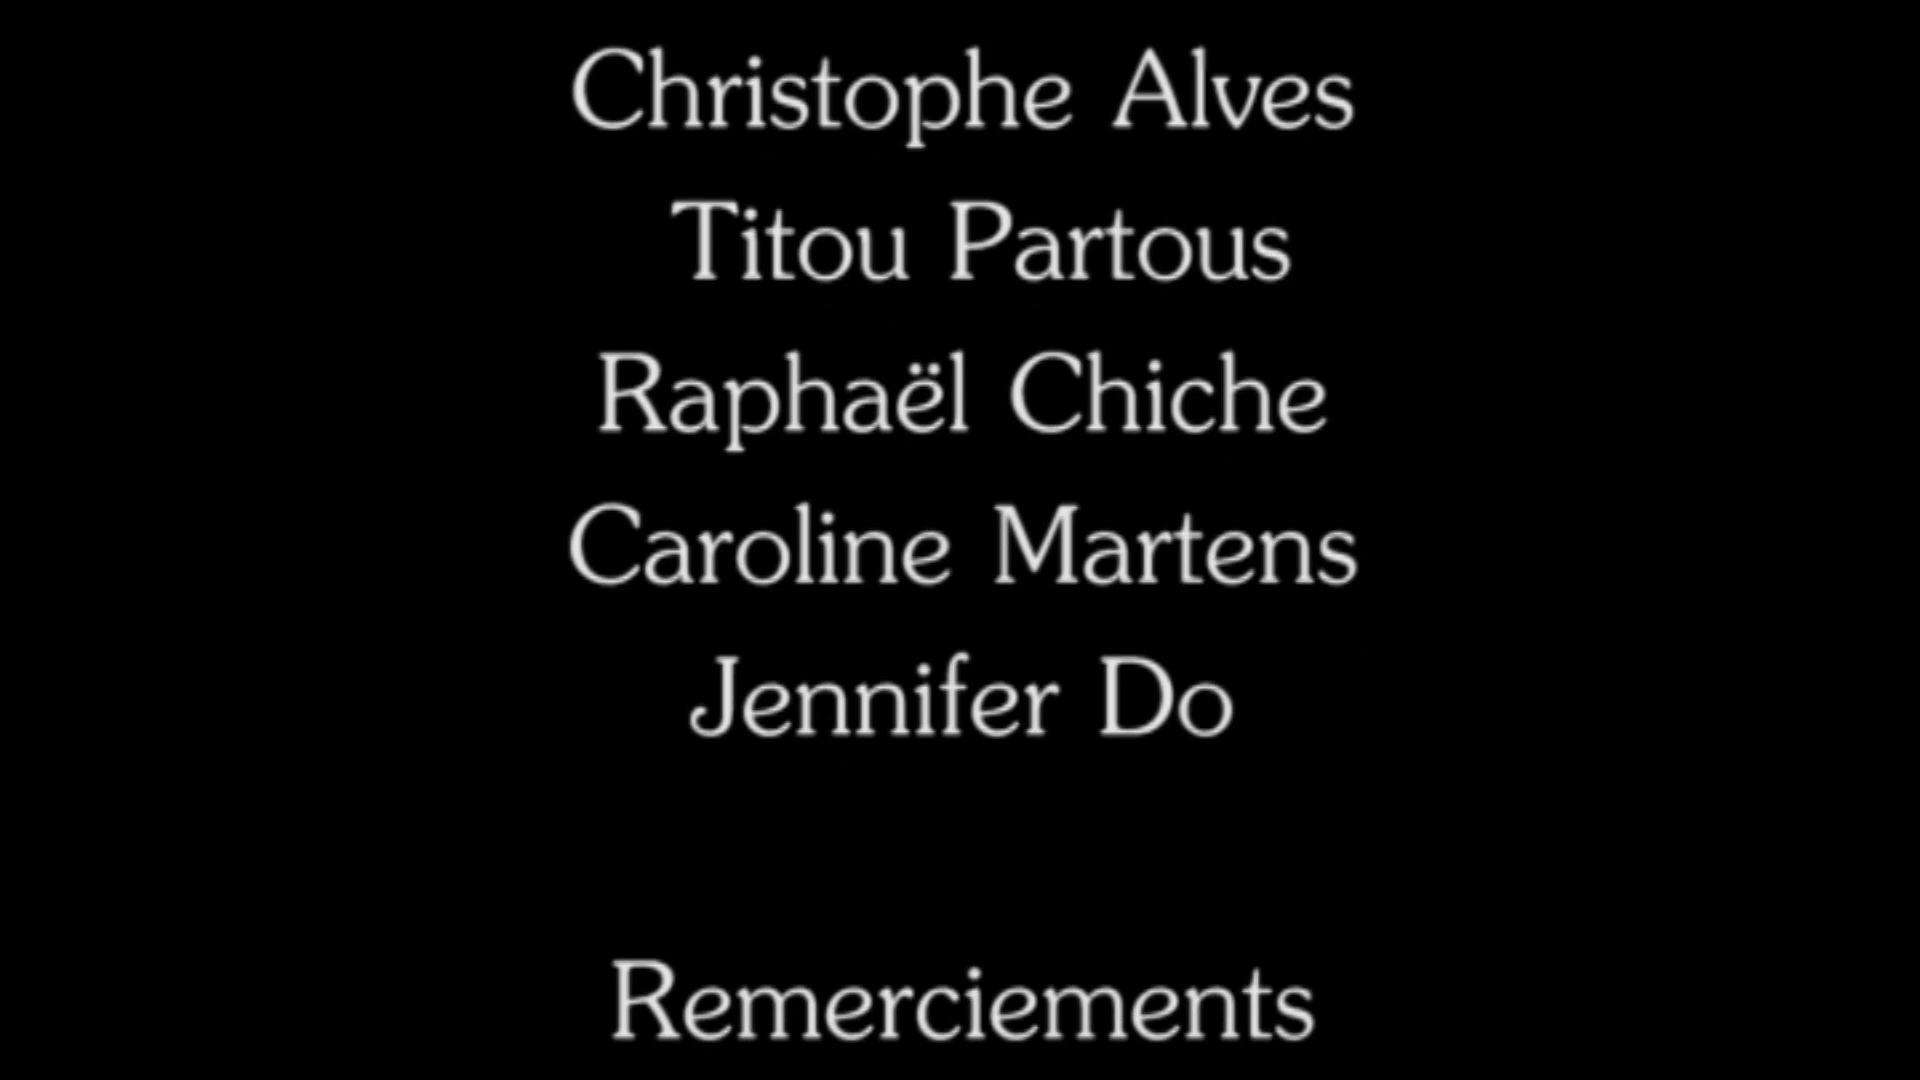 Christophe Alves
Titou Partous
Raphaël Chiche
Caroline Martens
Jennifer Do
Remerciements